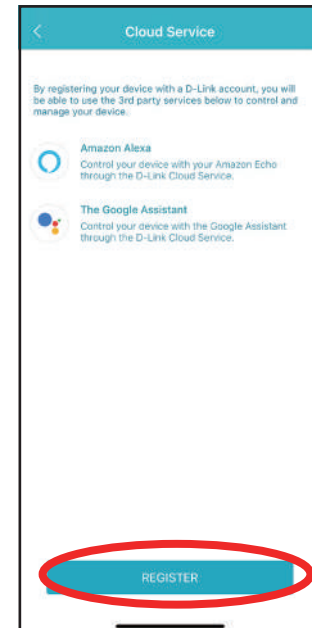 Cloud Service
By registering your device with a D-Link account, you will
be able to use the 3rd party services below to control and
manage your device.
Amazon Alexa
Control your device with your Amazon Echo
through the D-Link Cloud Service.
The Google Assistant
Control your device with the Google Assistant
through the D-Link Cloud Service.
REGISTER